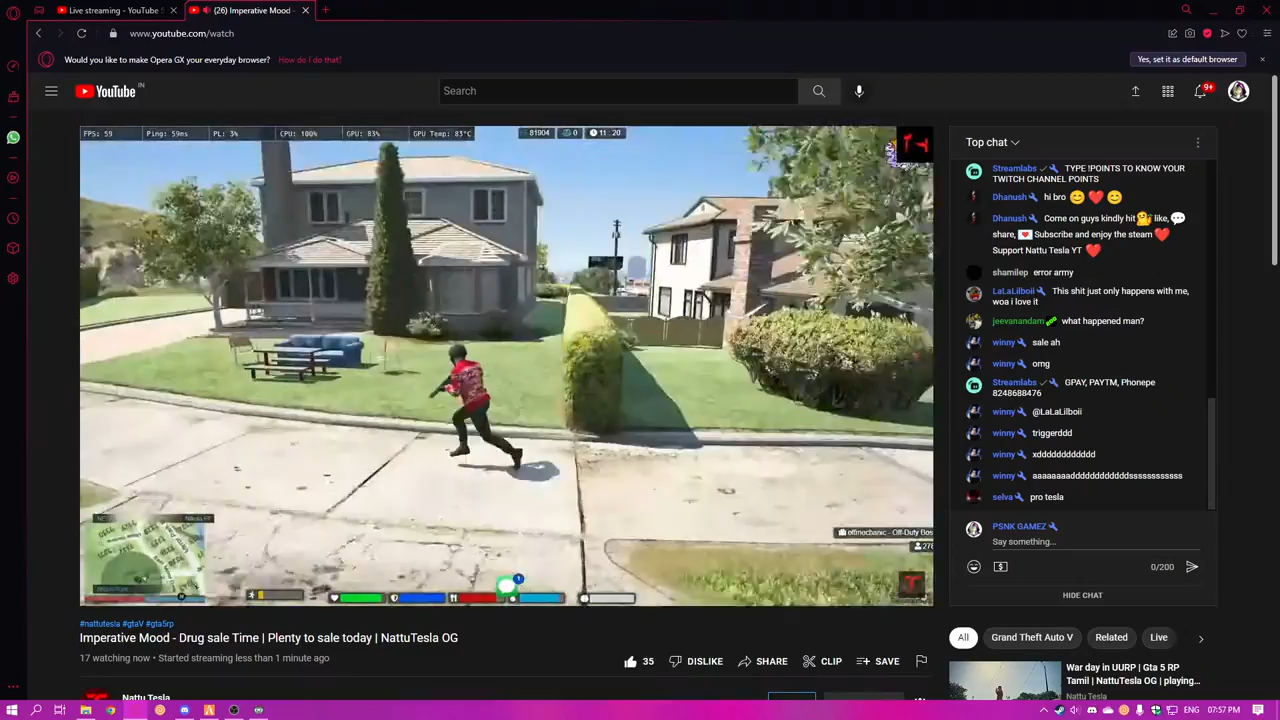 Live streaming - YouTube S
(26) Imperative Mood -
www.youtube.com/watch
Would you like to make Opera GX your everyday browser? How do I do that?
Yes, set it as default browser
YouTube IN
Search
9+
FPS: 59 Ping: 59ms PL: 3% CPU: 100% GPU: 83% GPU Temp: 83°C
81904 0 11 : 20
offmechanic - Off-Duty Bos
278
1
Top chat
Streamlabs TYPE !POINTS TO KNOW YOUR
TWITCH CHANNEL POINTS
Dhanush hi bro 😊❤️😊
Dhanush Come on guys kindly hit like, 💬
share, 💌 Subscribe and enjoy the steam ❤️
Support Nattu Tesla YT ❤️
shamilep error army
LaLaLilboii This shit just only happens with me,
woa i love it
jeevanandam what happened man?
winny sale ah
winny omg
Streamlabs GPAY, PAYTM, Phonepe
8248688476
winny @LaLaLilboii
winny triggerddd
winny xdddddddddddd
winny aaaaaaaddddddddddddsssssssssss
selva pro tesla
PSNK GAMEZ
Say something...
0/200
HIDE CHAT
#nattutesla #gtaV #gta5rp
Imperative Mood - Drug sale Time | Plenty to sale today | NattuTesla OG
17 watching now • Started streaming less than 1 minute ago
35 DISLIKE SHARE CLIP SAVE
Nattu Tesla
All Grand Theft Auto V Related Live
War day in UURP | Gta 5 RP
Tamil | NattuTesla OG | playing...
Nattu Tesla
ENG 07:57 PM